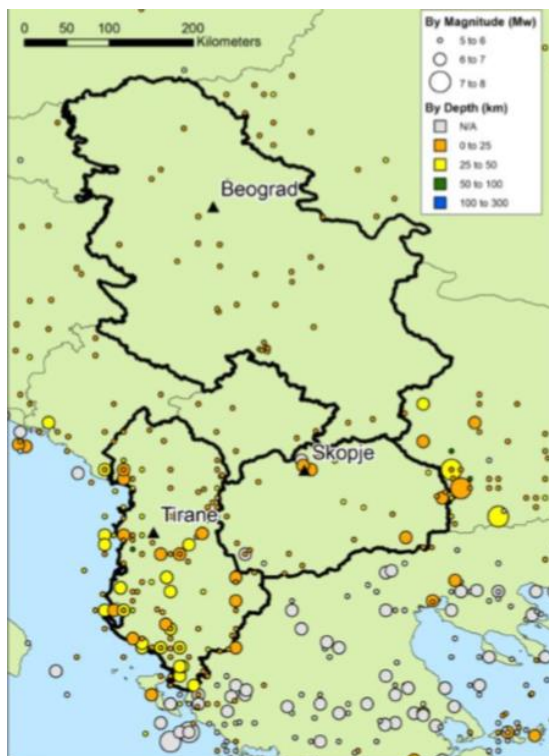 0 50 100 200
Kilometers
By Magnitude (Mw)
5 to 6
6 to 7
7 to 8
By Depth (km)
N/A
0 to 25
25 to 50
50 to 100
100 to 300
Beograd
Skopje
Tirane